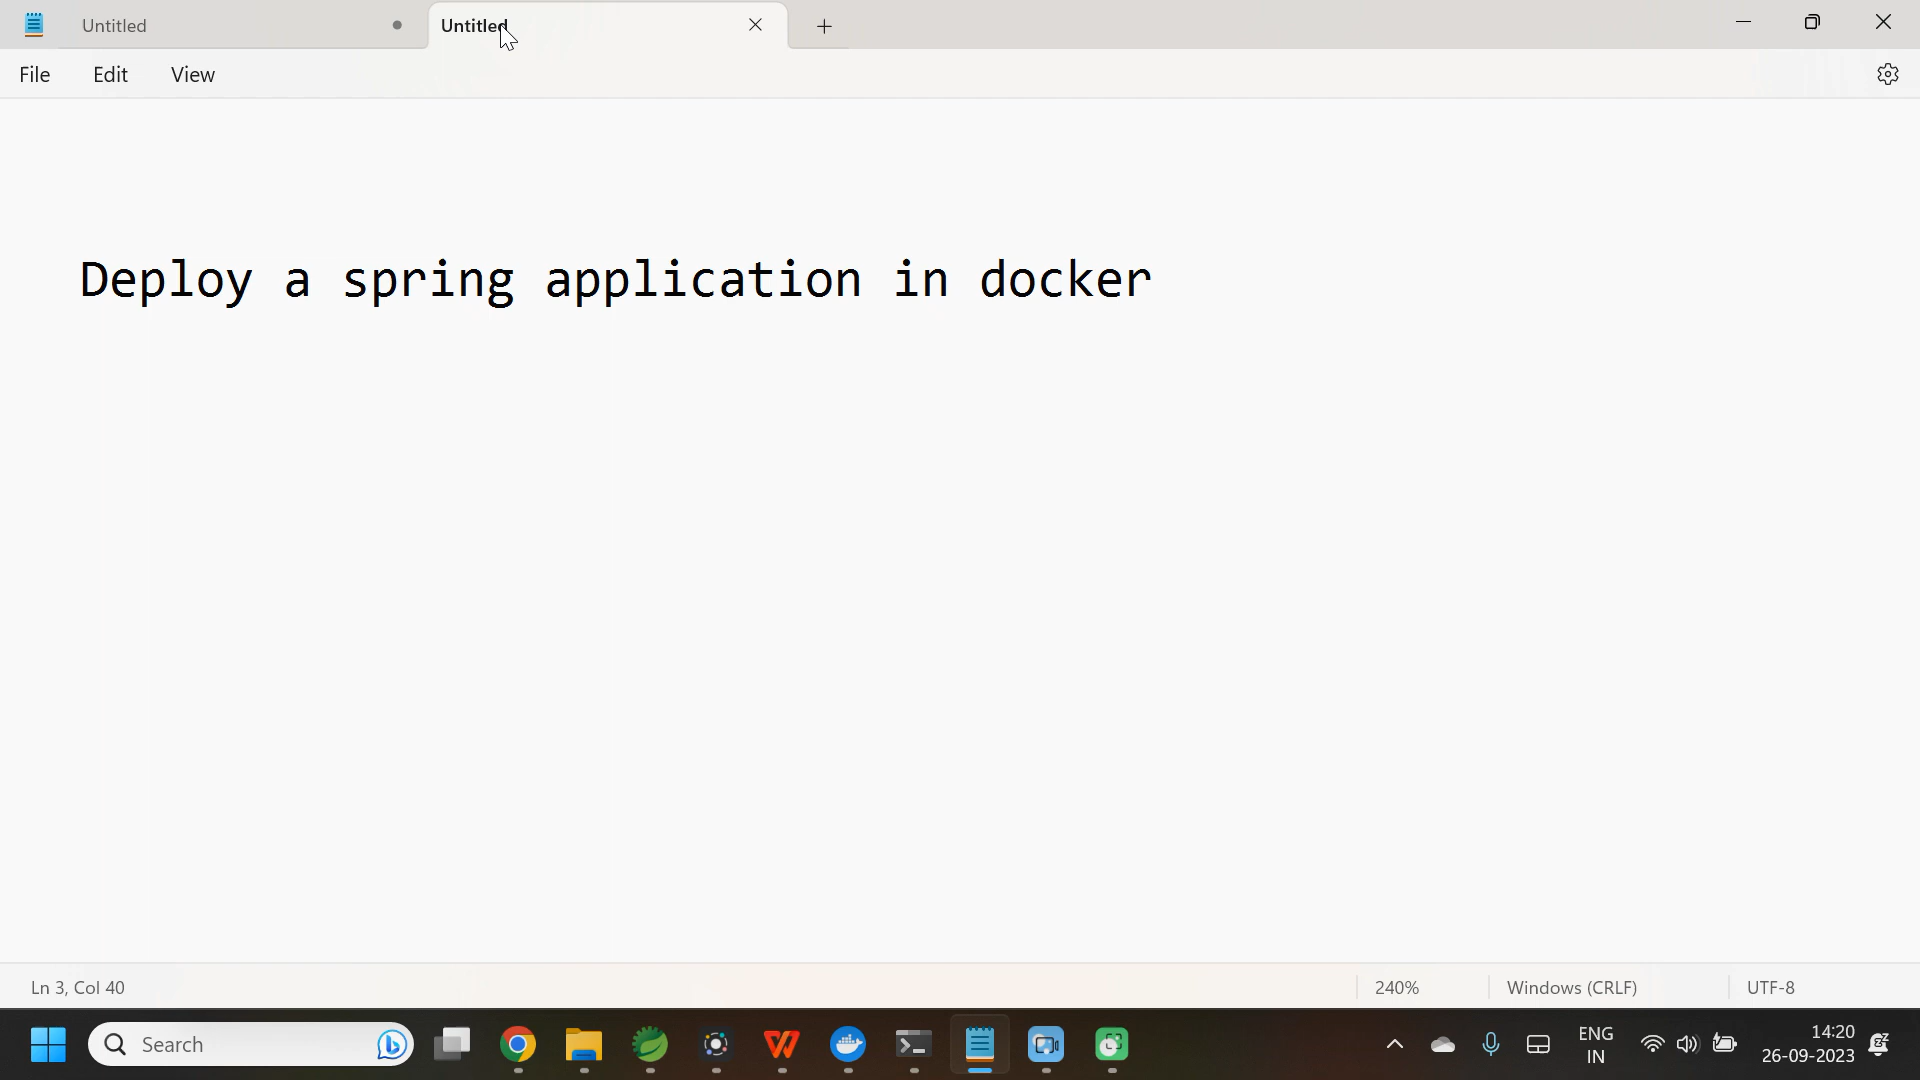 Untitled
Untitled
File Edit View
Deploy a spring application in docker
Ln 3, Col 40
240%
Windows (CRLF)
UTF-8
Search
ENG
IN
14:20
26-09-2023